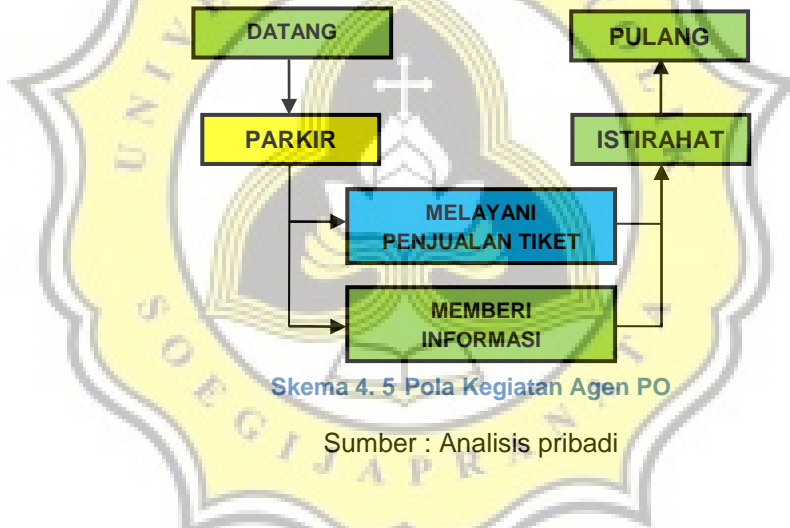 DATANG
PULANG
PARKIR
ISTIRAHAT
MELAYANI
PENJUALAN TIKET
MEMBERI
INFORMASI
Skema 4. 5 Pola Kegiatan Agen PO
Sumber : Analisis pribadi
SOEGIJAPRANATA